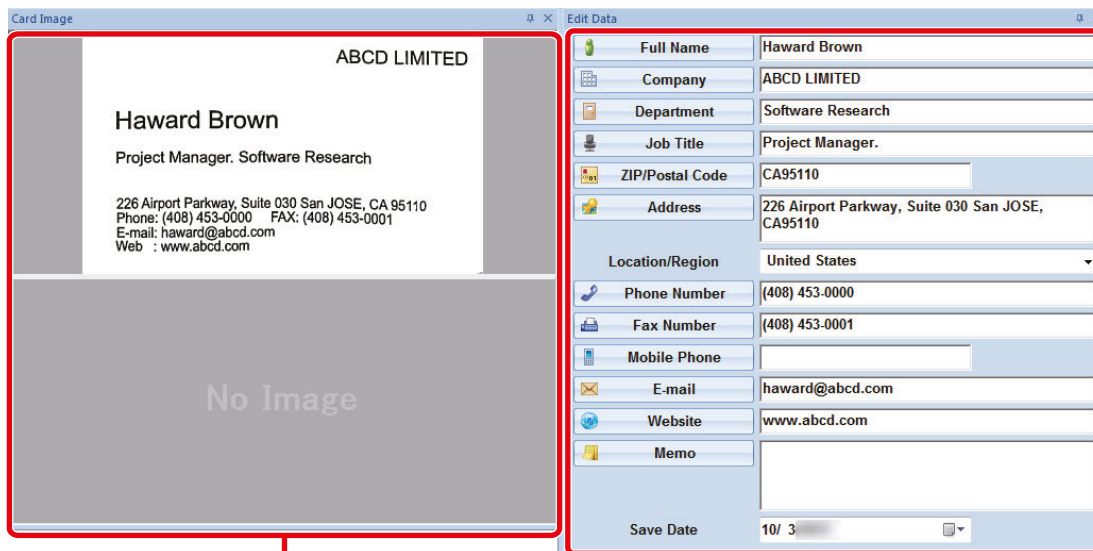 Card Image
ABCD LIMITED
Haward Brown
Project Manager. Software Research
226 Airport Parkway, Suite 030 San JOSE, CA 95110
Phone: (408) 453-0000 FAX: (408) 453-0001
E-mail: haward@abcd.com
Web : www.abcd.com
No Image
Edit Data
Full Name Haward Brown
Company ABCD LIMITED
Department Software Research
Job Title Project Manager.
ZIP/Postal Code CA95110
Address 226 Airport Parkway, Suite 030 San JOSE,
CA95110
Location/Region United States
Phone Number (408) 453-0000
Fax Number (408) 453-0001
Mobile Phone
E-mail haward@abcd.com
Website www.abcd.com
Memo
Save Date 10/ 3